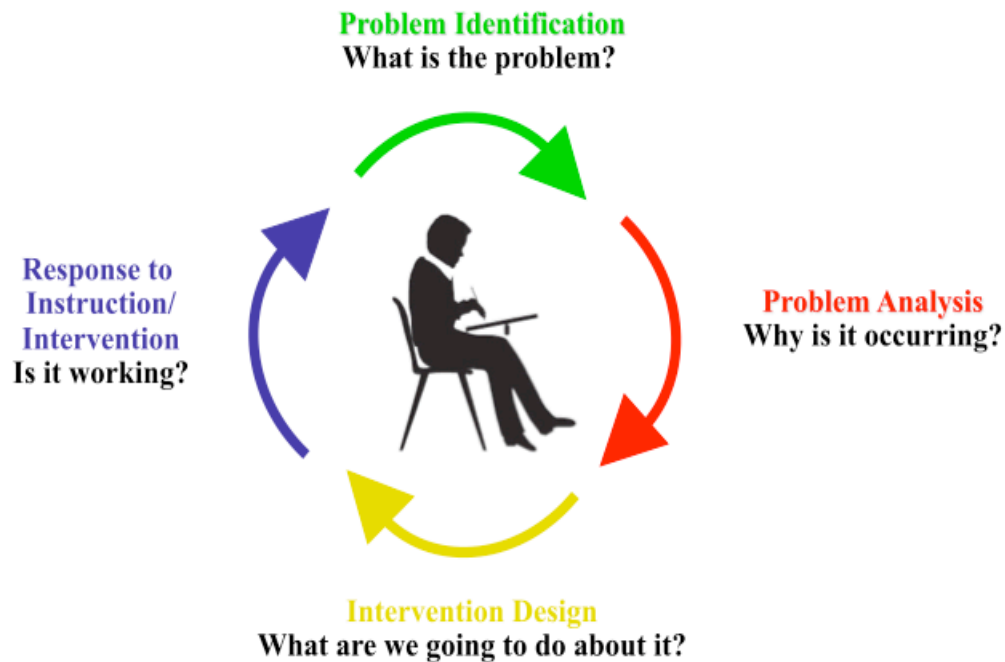 Problem Identification
What is the problem?
Problem Analysis
Why is it occurring?
Intervention Design
What are we going to do about it?
Response to
Instruction/
Intervention
Is it working?